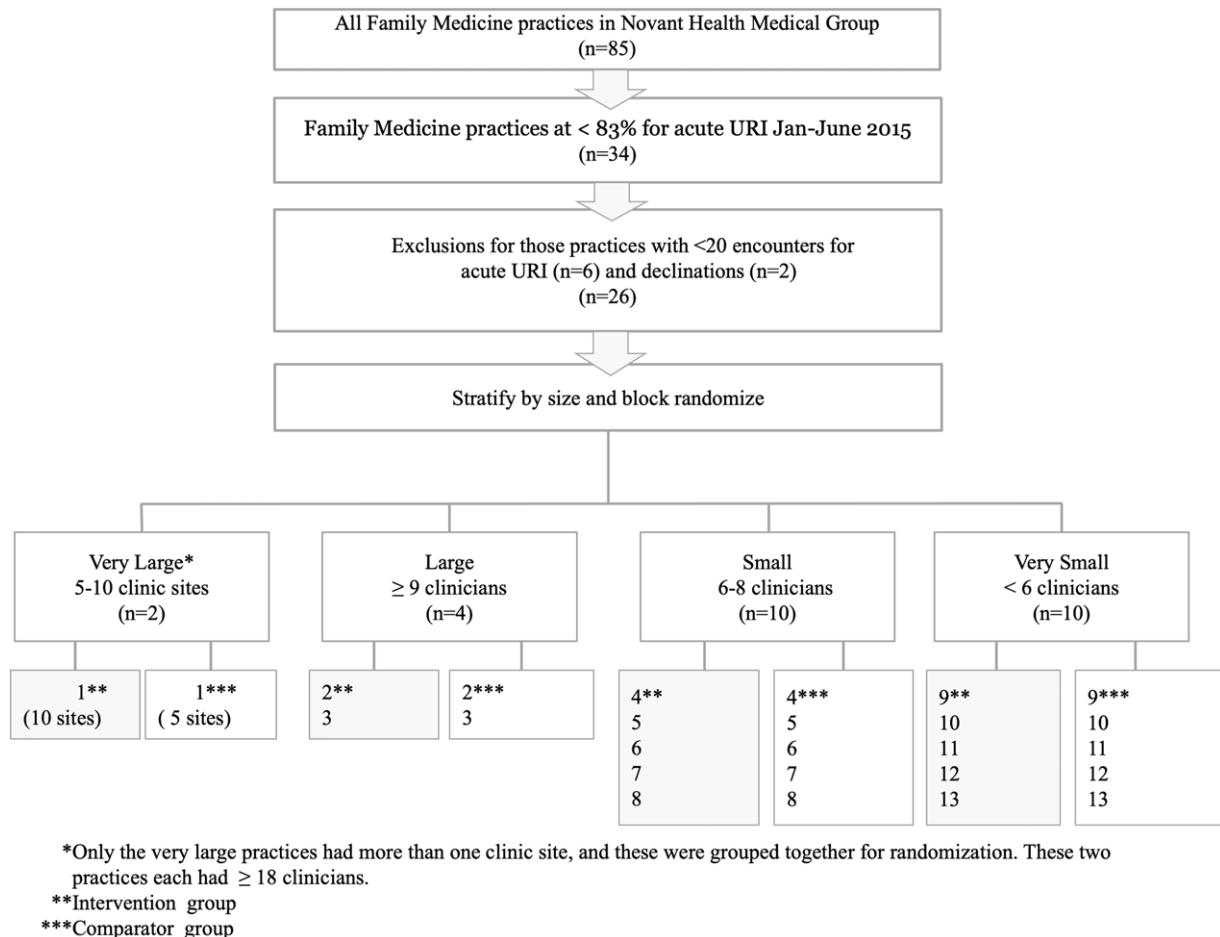 All Family Medicine practices in Novant Health Medical Group
(n=85)
Family Medicine practices at < 83% for acute URI Jan-June 2015
(n=34)
Exclusions for those practices with <20 encounters for
acute URI (n=6) and declinations (n=2)
(n=26)
Stratify by size and block randomize
Very Large*
5-10 clinic sites
(n=2)
Large
≥ 9 clinicians
(n=4)
Small
6-8 clinicians
(n=10)
Very Small
< 6 clinicians
(n=10)
1**
(10 sites)
1***
( 5 sites)
2**
3
2***
3
4**
5
6
7
8
4***
5
6
7
8
9**
10
11
12
13
9***
10
11
12
13
*Only the very large practices had more than one clinic site, and these were grouped together for randomization. These two
practices each had ≥ 18 clinicians.
**Intervention group
***Comparator group